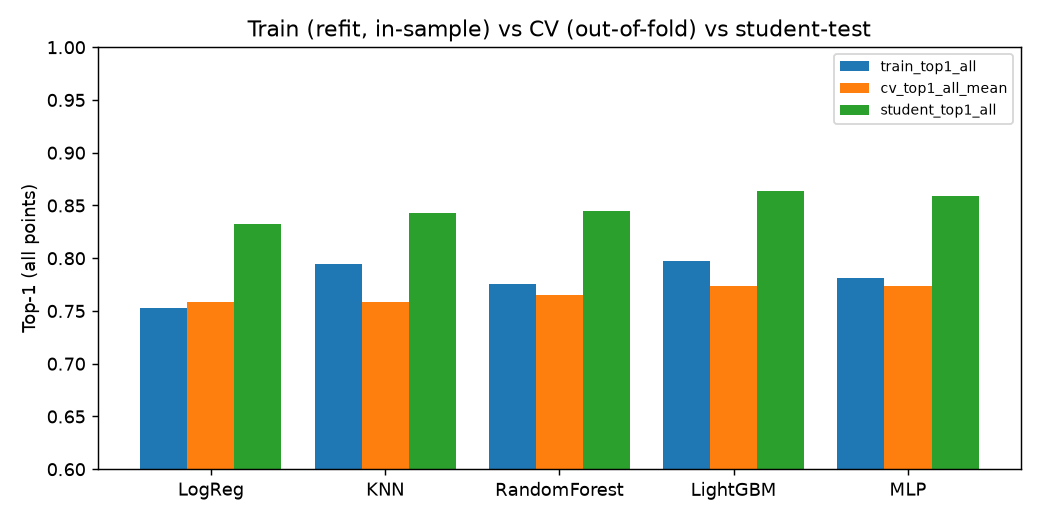 Train (refit, in-sample) vs CV (out-of-fold) vs student-test
Top-1 (all points)
1.00
0.95
0.90
0.85
0.80
0.75
0.70
0.65
0.60
train_top1_all
cv_top1_all_mean
student_top1_all
LogReg
KNN
RandomForest
LightGBM
MLP